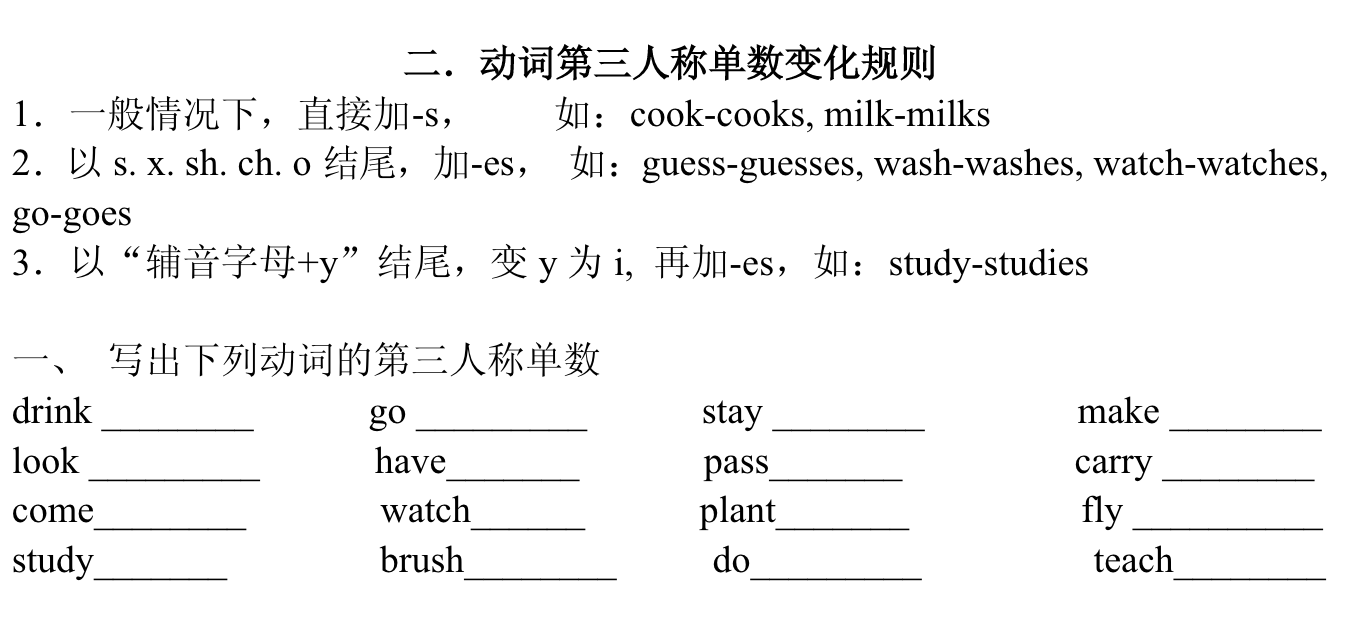 二．动词第三人称单数变化规则
1．一般情况下，直接加-s， 如：cook-cooks, milk-milks
2．以 s. x. sh. ch. o 结尾，加-es， 如：guess-guesses, wash-washes, watch-watches,
go-goes
3．以“辅音字母+y”结尾，变 y 为 i, 再加-es，如：study-studies
一、 写出下列动词的第三人称单数
drink ________ go _________ stay ________ make ________
look _________ have_______ pass_______ carry ________
come________ watch______ plant_______ fly __________
study_______ brush________ do_________ teach________